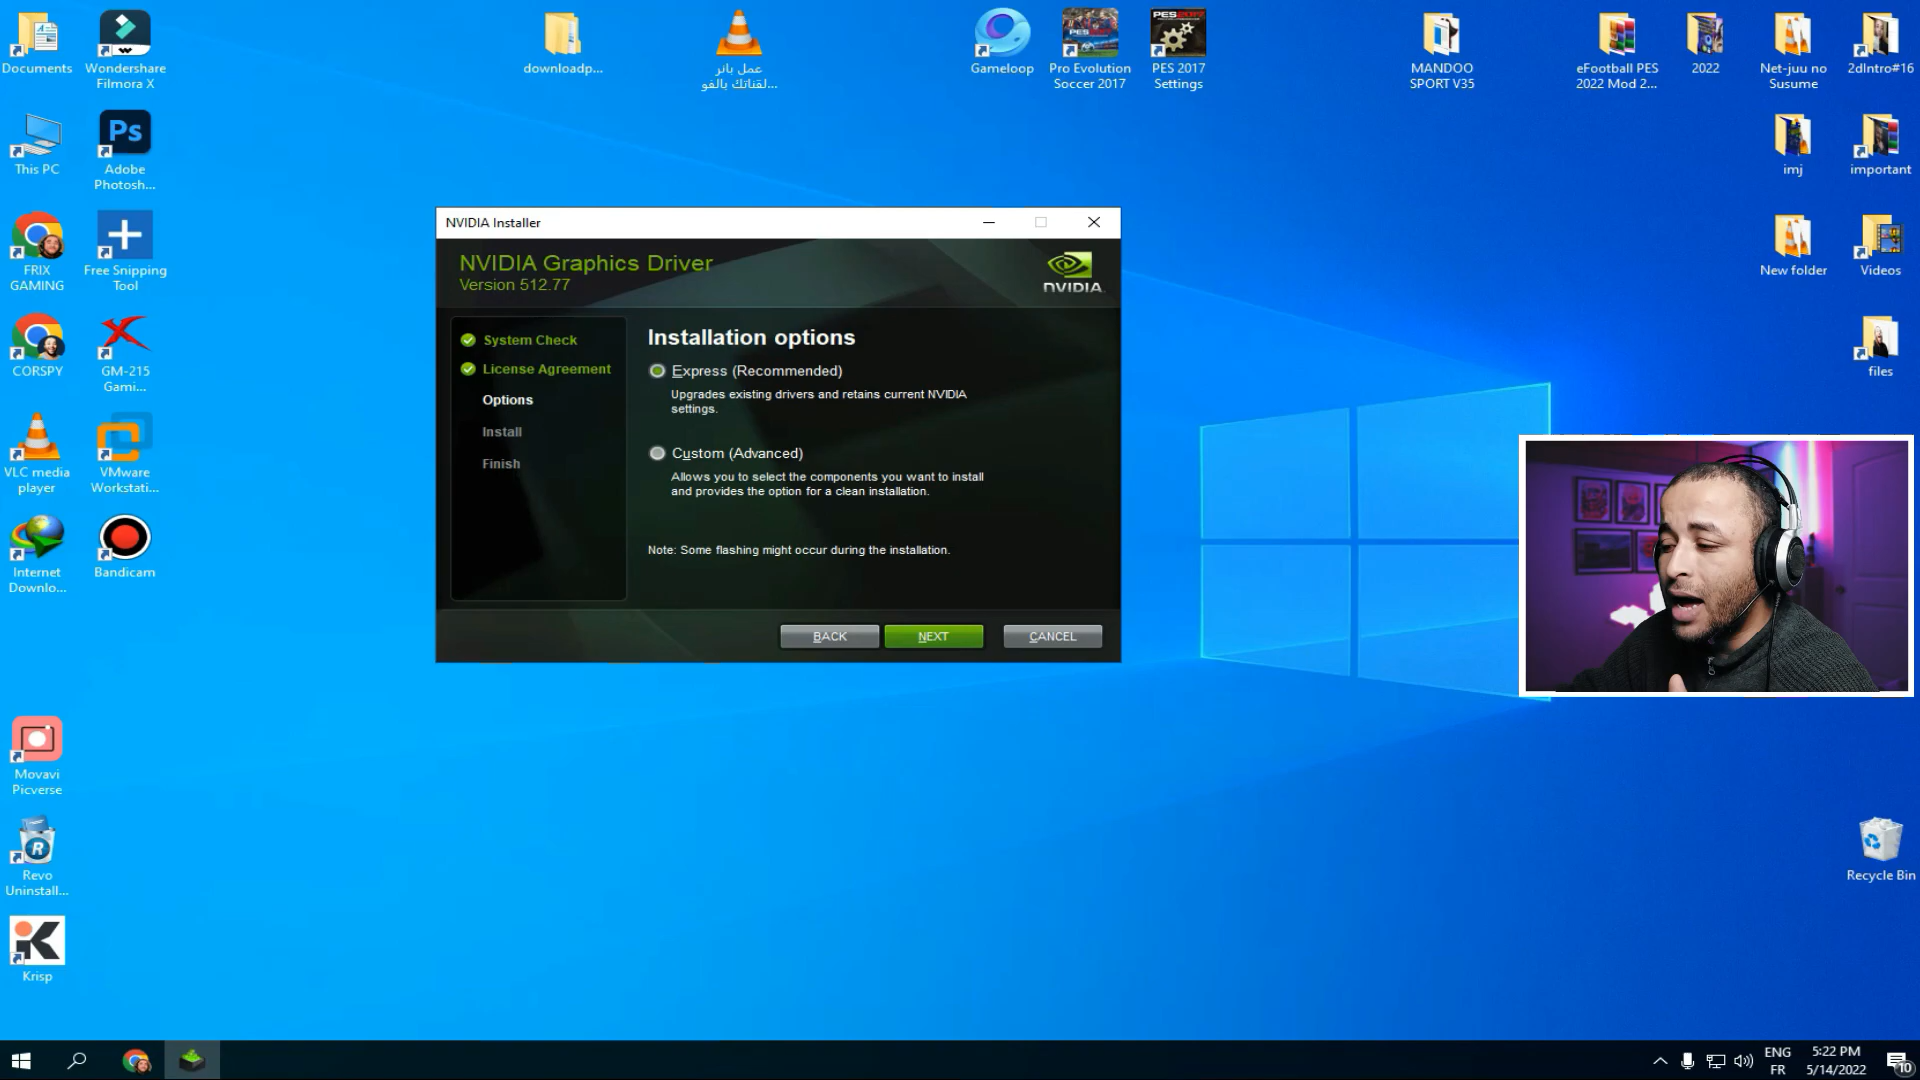 Documents
Wondershare
Filmora X
downloadp...
عمل بانر
لقناتك بالفو...
Gameloop
Pro Evolution
Soccer 2017
PES 2017
Settings
MANDOO
SPORT V35
eFootball PES
2022 Mod 2...
2022
Net-juu no
Susume
2dIntro#16
This PC
Ps
Adobe
Photosh...
imj
important
FRIX
GAMING
Free Snipping
Tool
New folder
Videos
CORSPY
GM-215
Gami...
files
VLC media
player
VMware
Workstati...
Internet
Downlo...
Bandicam
Movavi
Picverse
Revo
Uninstall...
Krisp
Recycle Bin
NVIDIA Installer
NVIDIA Graphics Driver
Version 512.77
NVIDIA.
System Check
License Agreement
Options
Install
Finish
Installation options
Express (Recommended)
Upgrades existing drivers and retains current NVIDIA
settings.
Custom (Advanced)
Allows you to select the components you want to install
and provides the option for a clean installation.
Note: Some flashing might occur during the installation.
BACK
NEXT
CANCEL
ENG
FR
5:22 PM
5/14/2022
10